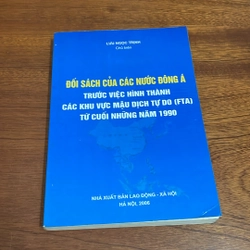 LƯU NGỌC TRỊNH
CHỦ BIÊN
ĐỐI SÁCH CỦA CÁC NƯỚC ĐÔNG Á
TRƯỚC VIỆC HÌNH THÀNH
CÁC KHU VỰC MẬU DỊCH TỰ DO (FTA)
TỪ CUỐI NHỮNG NĂM 1990
NHÀ XUẤT BẢN LAO ĐỘNG - XÃ HỘI
HÀ NỘI, 2006